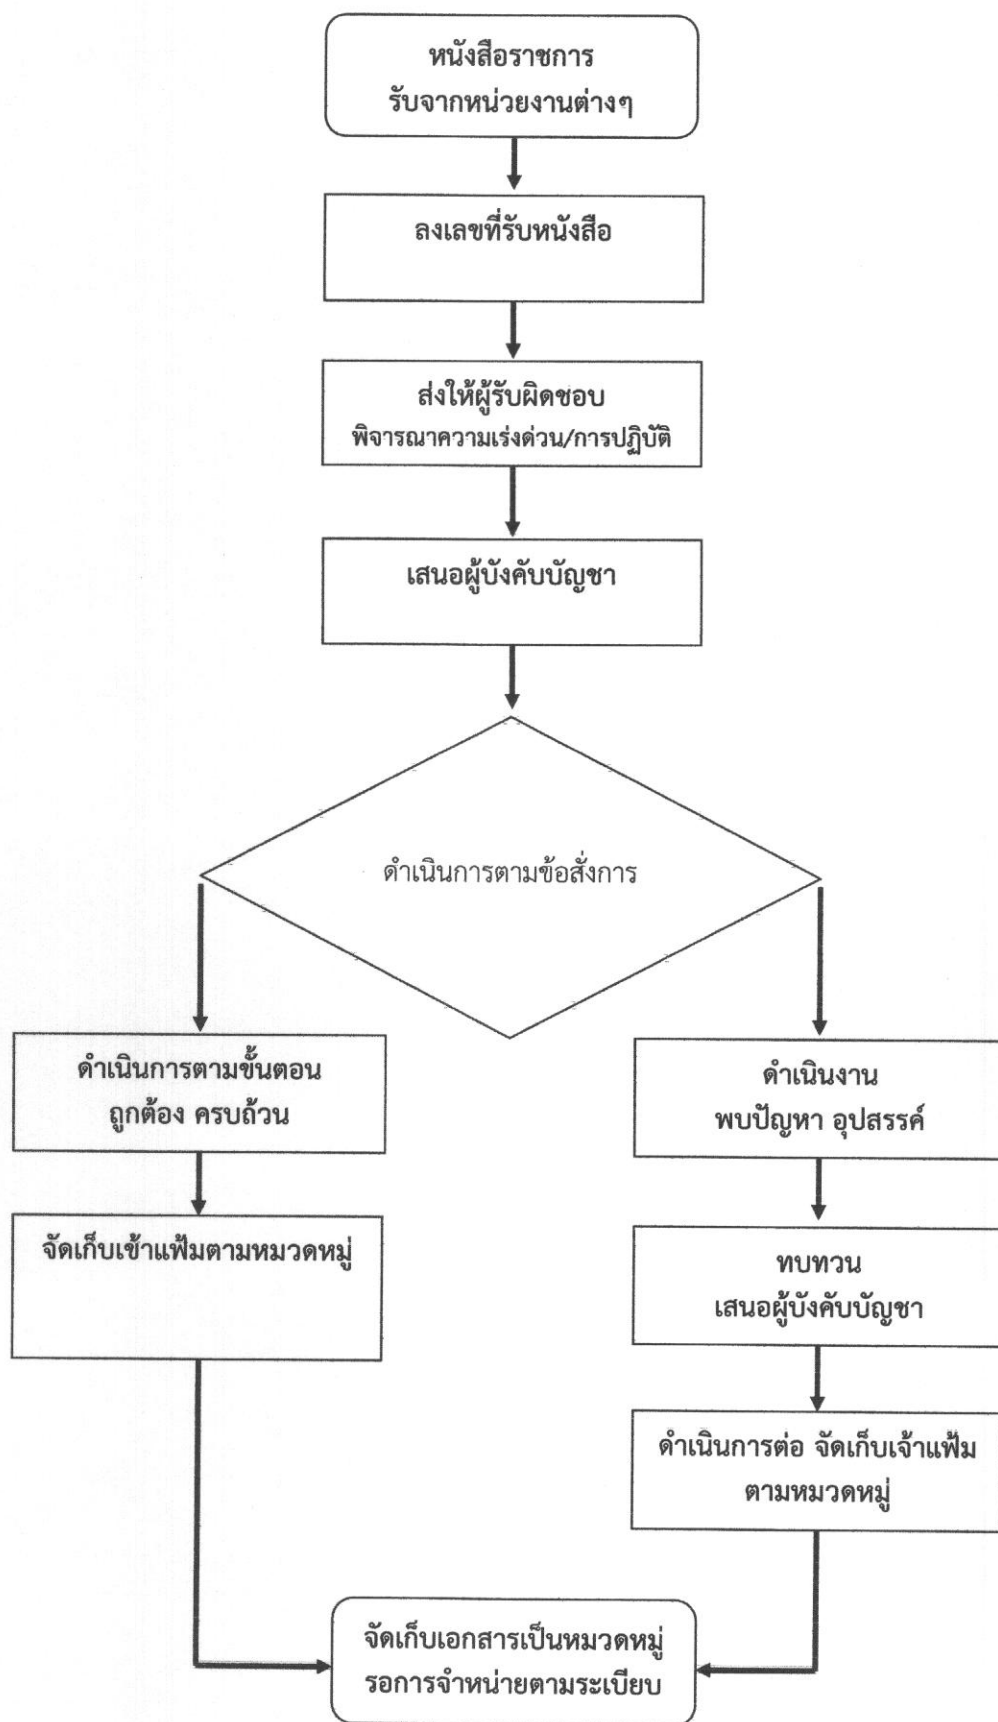 หนังสือราชการ
รับจากหน่วยงานต่างๆ
ลงเลขที่รับหนังสือ
ส่งให้ผู้รับผิดชอบ
พิจารณาความเร่งด่วน/การปฏิบัติ
เสนอผู้บังคับบัญชา
ดำเนินการตามข้อสั่งการ
ดำเนินการตามขั้นตอน
ถูกต้อง ครบถ้วน
จัดเก็บเข้าแฟ้มตามหมวดหมู่
ดำเนินงาน
พบปัญหา อุปสรรค์
ทบทวน
เสนอผู้บังคับบัญชา
ดำเนินการต่อ จัดเก็บเจ้าแฟ้ม
ตามหมวดหมู่
จัดเก็บเอกสารเป็นหมวดหมู่
รอการจำหน่ายตามระเบียบ